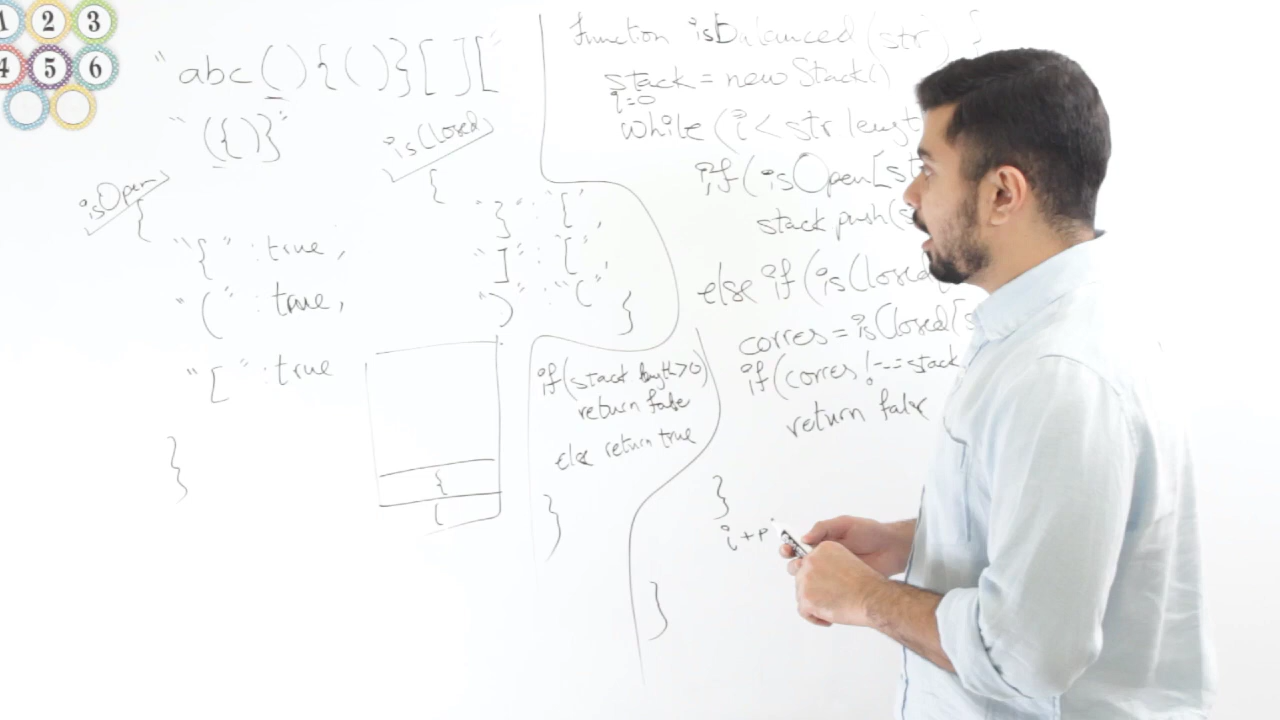 1 2 3
4 5 6
"abc(){()}[]["
"({)}"
isOpen
{
"{" : true,
"(" : true,
"[" : true
}
isClosed
{
"}" : "{",
"]" : "[",
")" : "("
}
{
(
function isBalanced(str) {
stack = new Stack()
i=0
while (i < str length
if (isOpen[st
stack push(s
else if (isClosed[
corres = isClosed[s
if (corres !== stack
return false
}
i++
}
if (stack length > 0)
return false
else return true
}